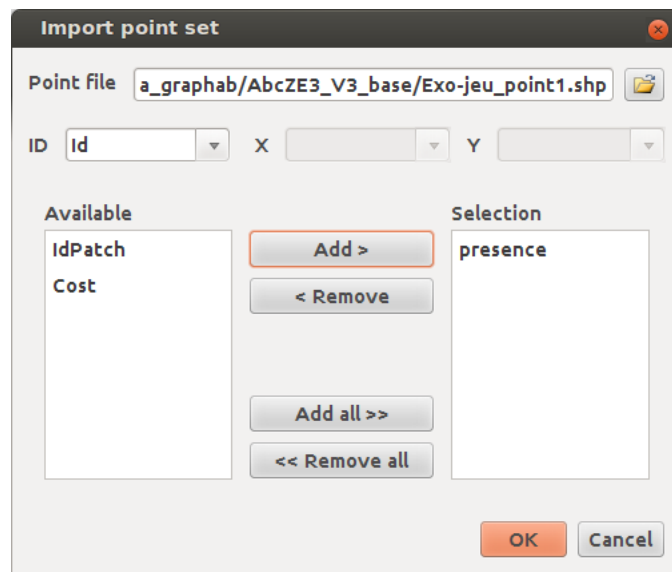 Import point set
Point file a_graphab/AbcZE3_V3_base/Exo-jeu_point1.shp
ID Id X Y
Available
IdPatch
Cost
Add >
< Remove
Add all >>
<< Remove all
Selection
presence
OK Cancel